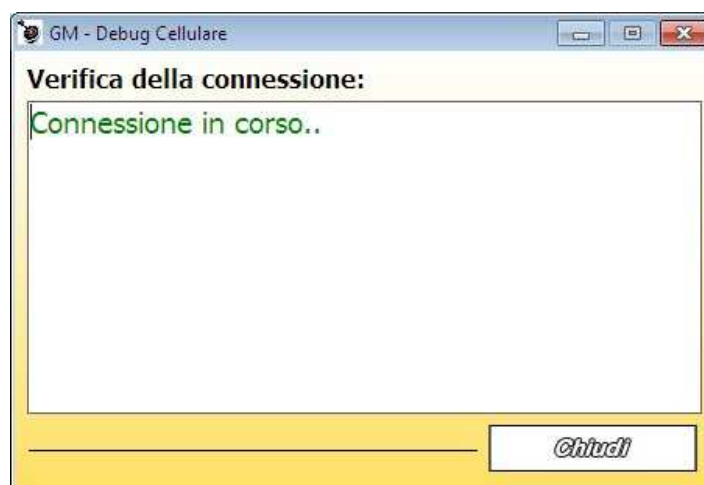 GM - Debug Cellulare
Verifica della connessione:
Connessione in corso..
Chiudi